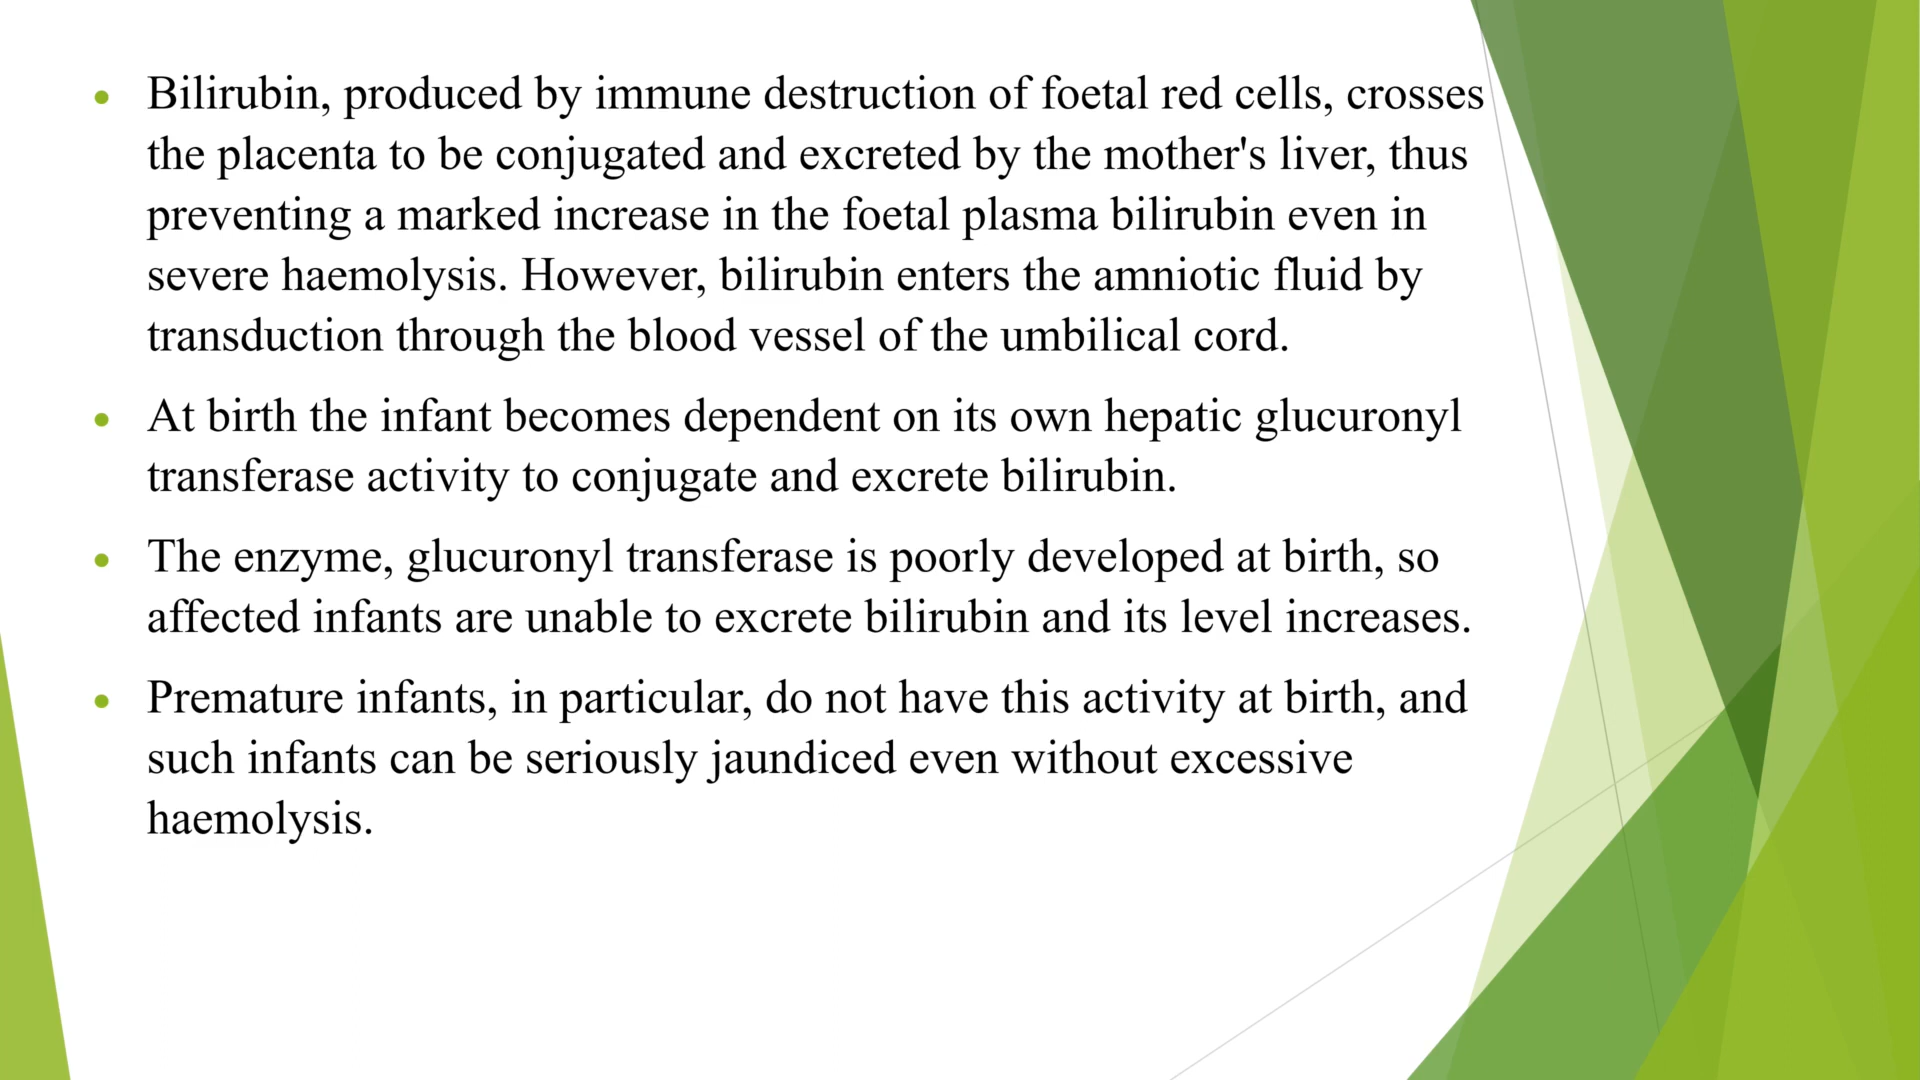 Bilirubin, produced by immune destruction of foetal red cells, crosses
the placenta to be conjugated and excreted by the mother's liver, thus
preventing a marked increase in the foetal plasma bilirubin even in
severe haemolysis. However, bilirubin enters the amniotic fluid by
transduction through the blood vessel of the umbilical cord.
At birth the infant becomes dependent on its own hepatic glucuronyl
transferase activity to conjugate and excrete bilirubin.
The enzyme, glucuronyl transferase is poorly developed at birth, so
affected infants are unable to excrete bilirubin and its level increases.
Premature infants, in particular, do not have this activity at birth, and
such infants can be seriously jaundiced even without excessive
haemolysis.